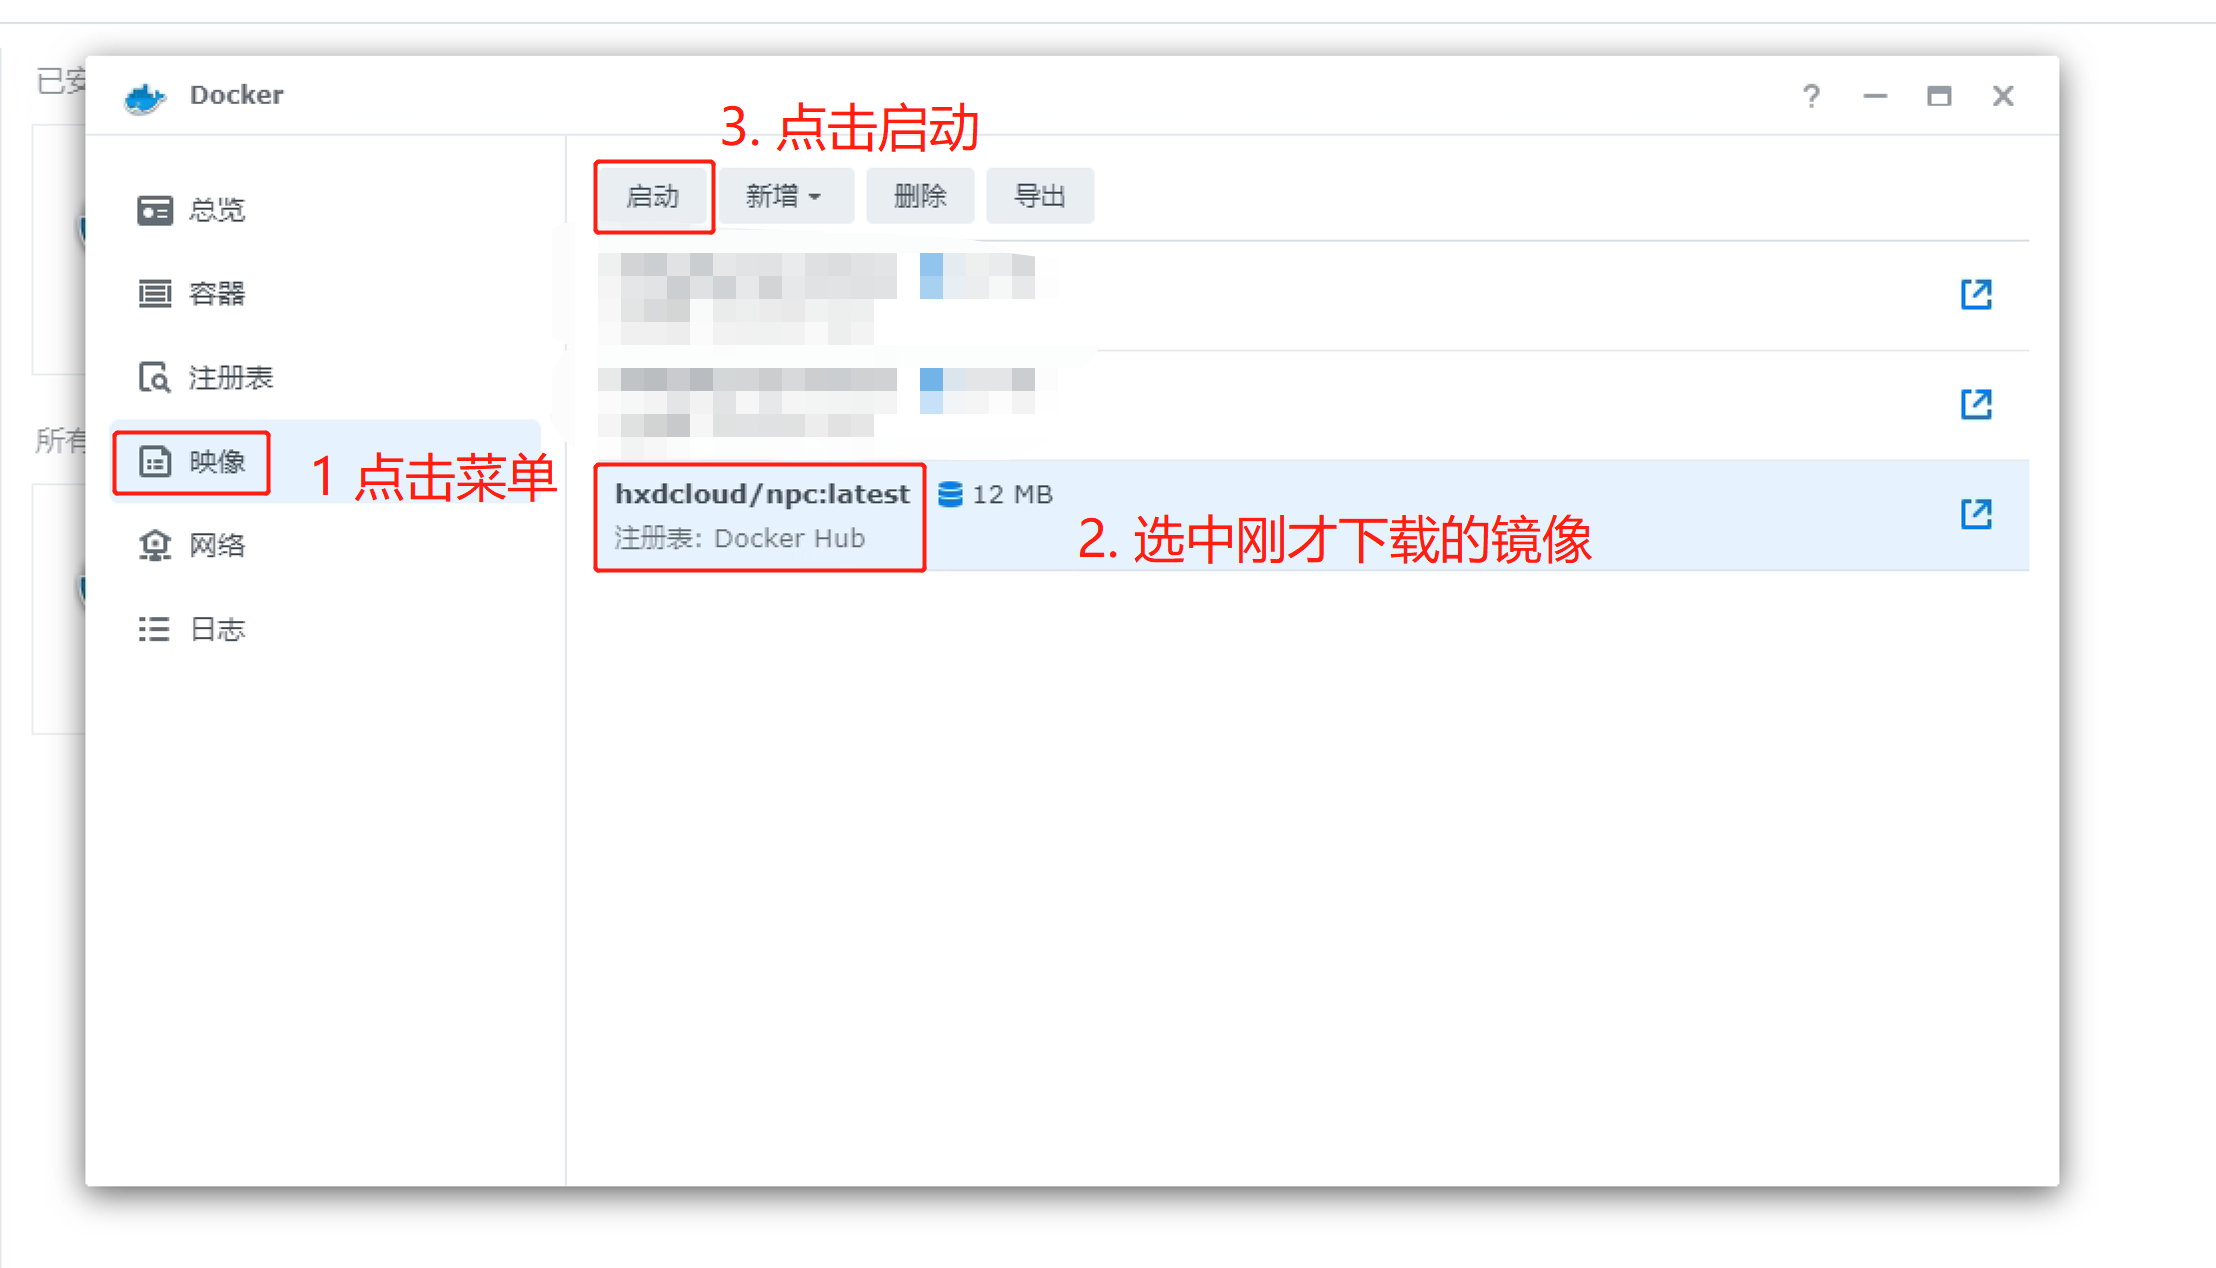 已安
Docker
3. 点击启动
启动 新增 删除 导出
总览
容器
注册表
所有
映像
1 点击菜单
hxdcloud/npc:latest 12 MB
注册表: Docker Hub
2. 选中刚才下载的镜像
网络
日志